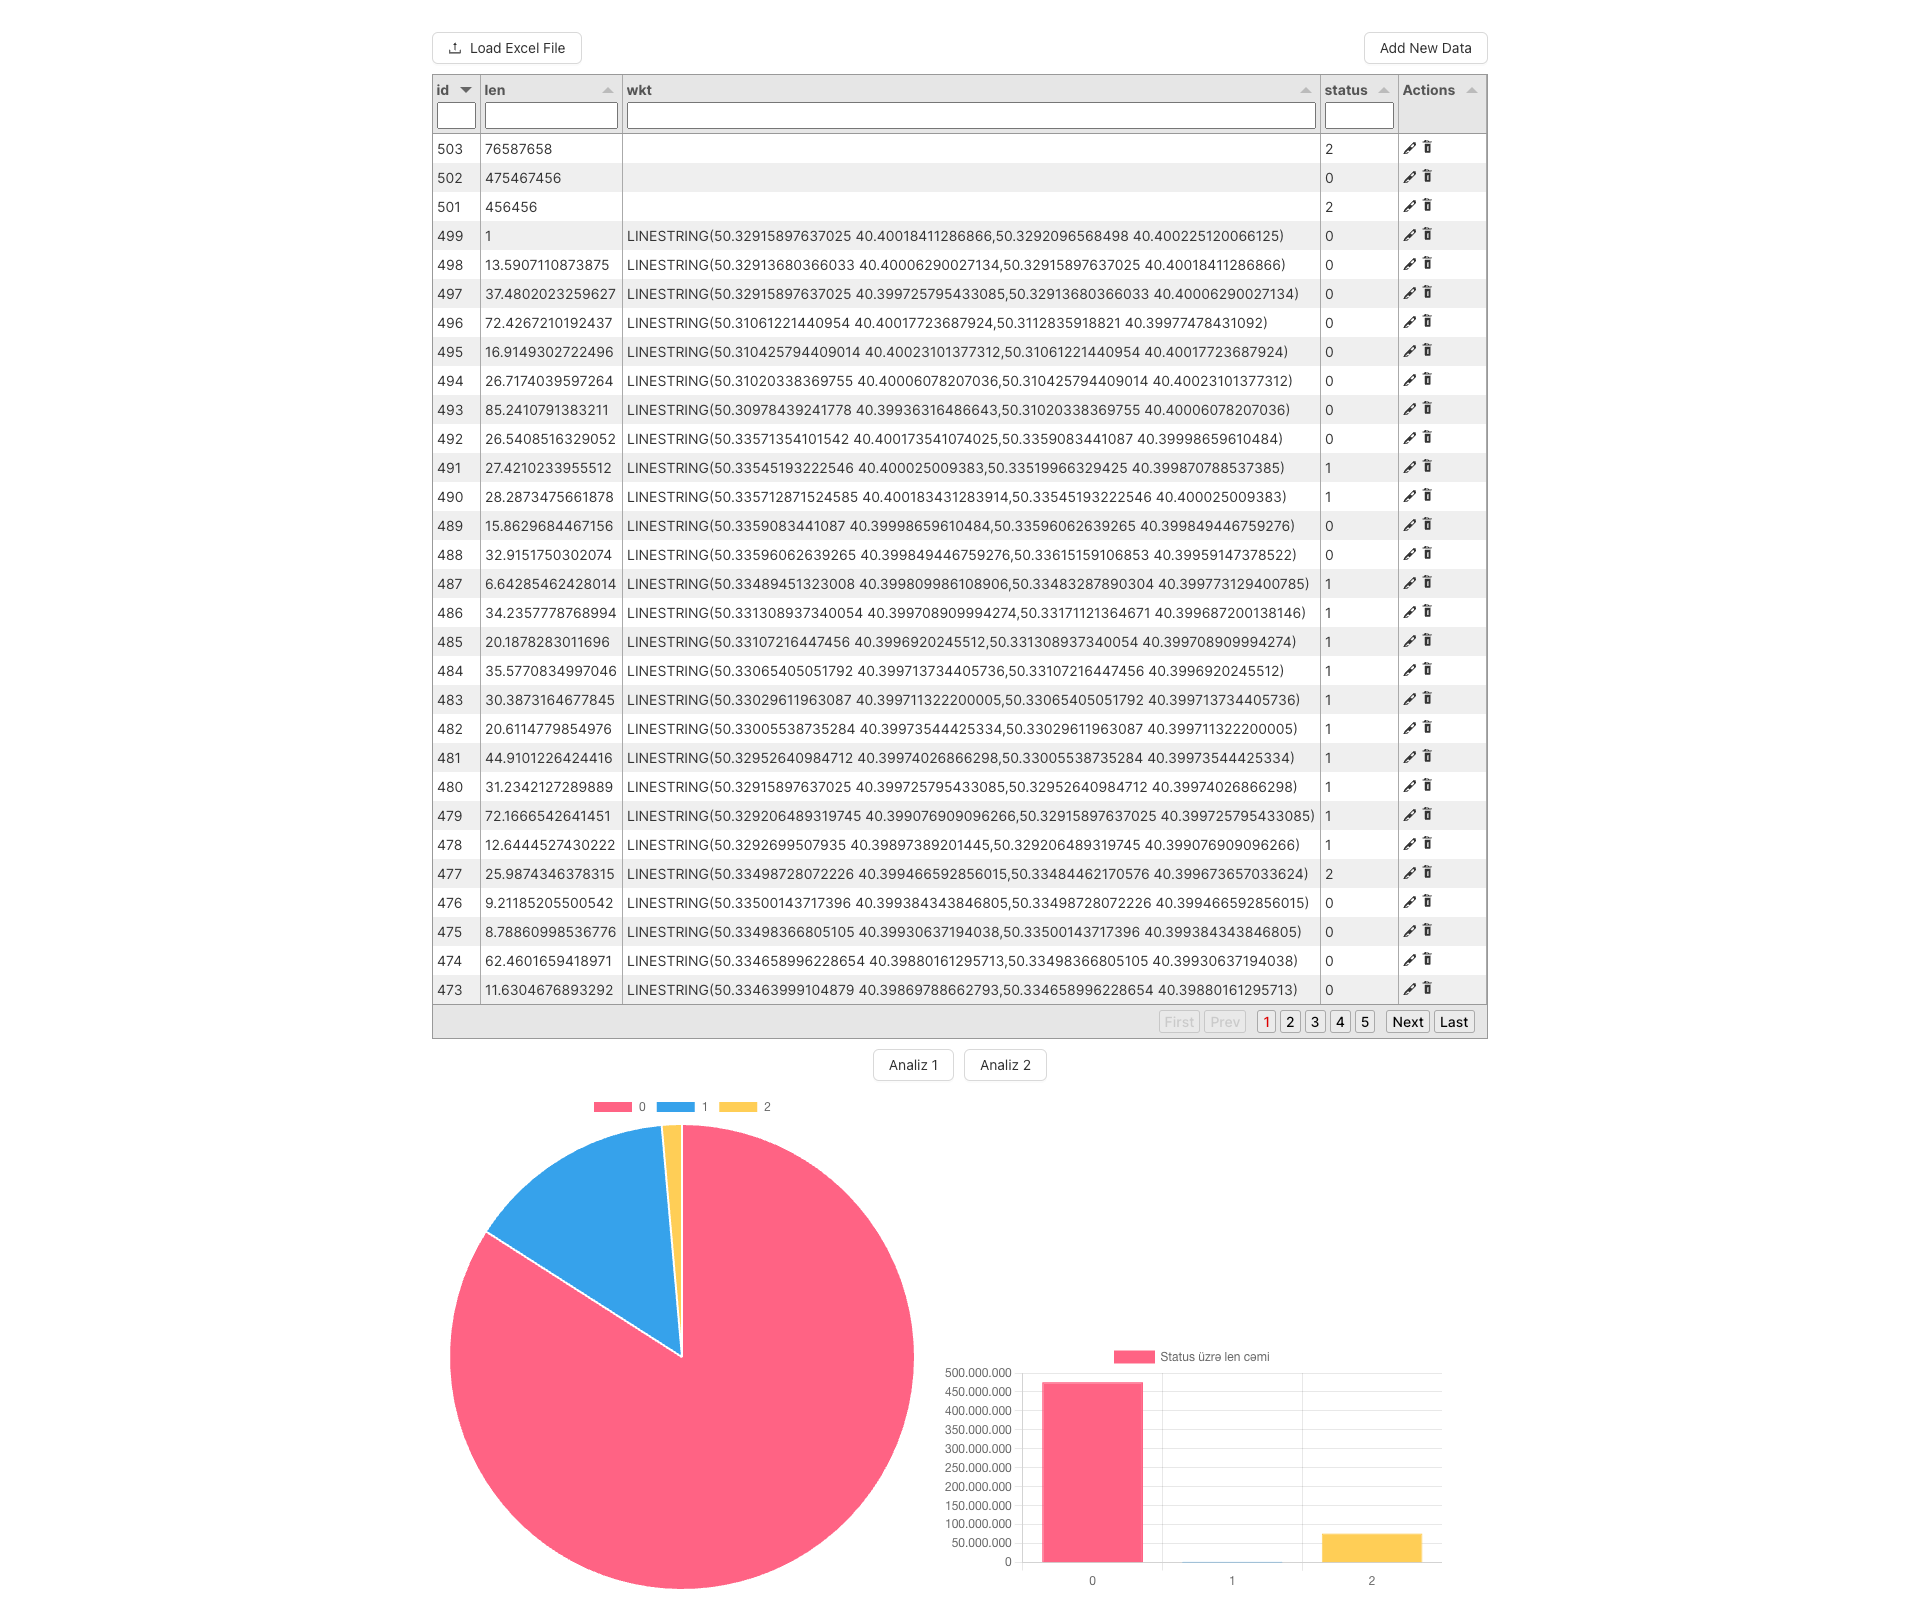 Load Excel File
Add New Data
id len wkt status Actions
503 76587658 2
502 475467456 0
501 456456 2
499 1 LINESTRING(50.32915897637025 40.40018411286866,50.3292096568498 40.400225120066125) 0
498 13.5907110873875 LINESTRING(50.32913680366033 40.40006290027134,50.32915897637025 40.40018411286866) 0
497 37.4802023259627 LINESTRING(50.32915897637025 40.399725795433085,50.32913680366033 40.40006290027134) 0
496 72.4267210192437 LINESTRING(50.31061221440954 40.40017723687924,50.3112835918821 40.39977478431092) 0
495 16.9149302722496 LINESTRING(50.310425794409014 40.40023101377312,50.31061221440954 40.40017723687924) 0
494 26.7174039597264 LINESTRING(50.31020338369755 40.40006078207036,50.310425794409014 40.40023101377312) 0
493 85.2410791383211 LINESTRING(50.30978439241778 40.39936316486643,50.31020338369755 40.40006078207036) 0
492 26.5408516329052 LINESTRING(50.33571354101542 40.400173541074025,50.3359083441087 40.39998659610484) 0
491 27.4210233955512 LINESTRING(50.33545193222546 40.400025009383,50.33519966329425 40.399870788537385) 1
490 28.2873475661878 LINESTRING(50.335712871524585 40.400183431283914,50.33545193222546 40.400025009383) 1
489 15.8629684467156 LINESTRING(50.3359083441087 40.39998659610484,50.33596062639265 40.399849446759276) 0
488 32.9151750302074 LINESTRING(50.33596062639265 40.399849446759276,50.33615159106853 40.39959147378522) 0
487 6.64285462428014 LINESTRING(50.33489451323008 40.399809986108906,50.33483287890304 40.399773129400785) 1
486 34.2357778768994 LINESTRING(50.331308937340054 40.399708909994274,50.33171121364671 40.399687200138146) 1
485 20.1878283011696 LINESTRING(50.33107216447456 40.3996920245512,50.331308937340054 40.399708909994274) 1
484 35.5770834997046 LINESTRING(50.33065405051792 40.399713734405736,50.33107216447456 40.3996920245512) 1
483 30.3873164677845 LINESTRING(50.33029611963087 40.399711322200005,50.33065405051792 40.399713734405736) 1
482 20.6114779854976 LINESTRING(50.33005538735284 40.39973544425334,50.33029611963087 40.399711322200005) 1
481 44.9101226424416 LINESTRING(50.32952640984712 40.39974026866298,50.33005538735284 40.39973544425334) 1
480 31.2342127289889 LINESTRING(50.32915897637025 40.399725795433085,50.32952640984712 40.39974026866298) 1
479 72.1666542641451 LINESTRING(50.329206489319745 40.399076909096266,50.32915897637025 40.399725795433085) 1
478 12.6444527430222 LINESTRING(50.3292699507935 40.39897389201445,50.329206489319745 40.399076909096266) 1
477 25.9874346378315 LINESTRING(50.33498728072226 40.399466592856015,50.33484462170576 40.399673657033624) 2
476 9.21185205500542 LINESTRING(50.33500143717396 40.399384343846805,50.33498728072226 40.399466592856015) 0
475 8.78860998536776 LINESTRING(50.33498366805105 40.39930637194038,50.33500143717396 40.399384343846805) 0
474 62.4601659418971 LINESTRING(50.334658996228654 40.39880161295713,50.33498366805105 40.39930637194038) 0
473 11.6304676893292 LINESTRING(50.33463999104879 40.39869788662793,50.334658996228654 40.39880161295713) 0
First Prev 1 2 3 4 5 Next Last
Analiz 1 Analiz 2
0 1 2
Status üzrə len cəmi
500.000.000
450.000.000
400.000.000
350.000.000
300.000.000
250.000.000
200.000.000
150.000.000
100.000.000
50.000.000
0
0 1 2